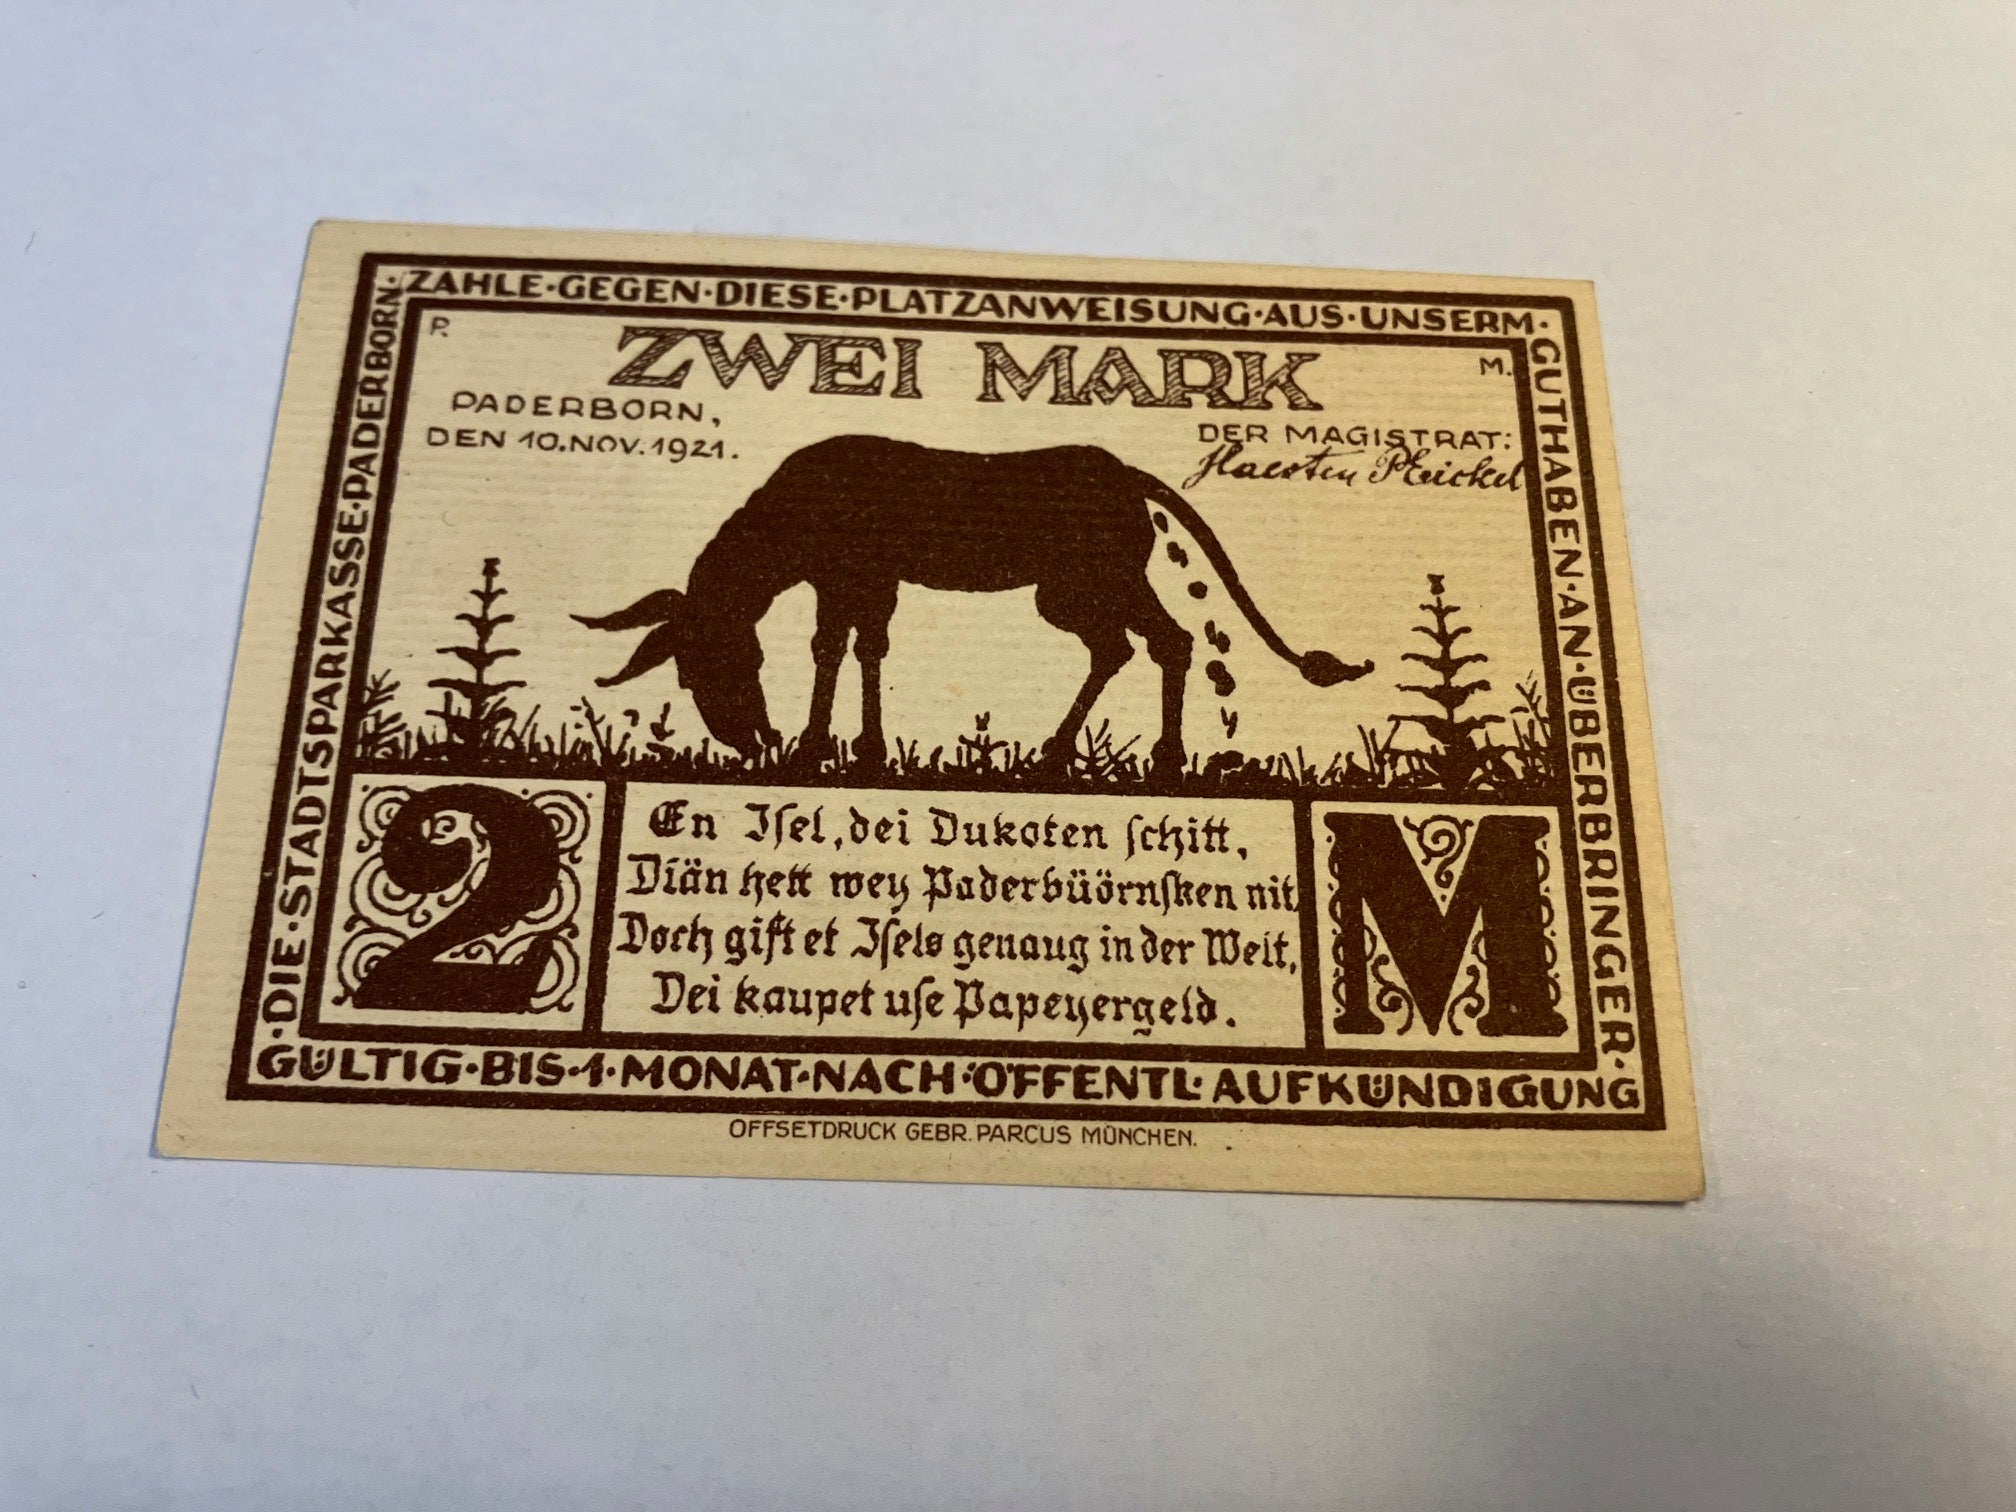 DIE·STADTSPARKASSE·PADERBORN·
ZAHLE·GEGEN·DIESE·PLATZANWEISUNG·AUS·UNSERM·
GUTHABEN·AN·ÜBERBRINGER·
GÜLTIG·BIS·1·MONAT·NACH·ÖFFENTL·AUFKÜNDIGUNG
P.
ZWEI MARK
M.
PADERBORN,
DEN 10.NOV.1921.
DER MAGISTRAT:
2
En Isel, dei Dukoten schitt,
Diän hett wey Paderbüörnsken nit.
Doch gift et Isels genaug in der Welt,
Dei kaupet use Papeyergeld.
M
OFFSETDRUCK GEBR. PARCUS MÜNCHEN.